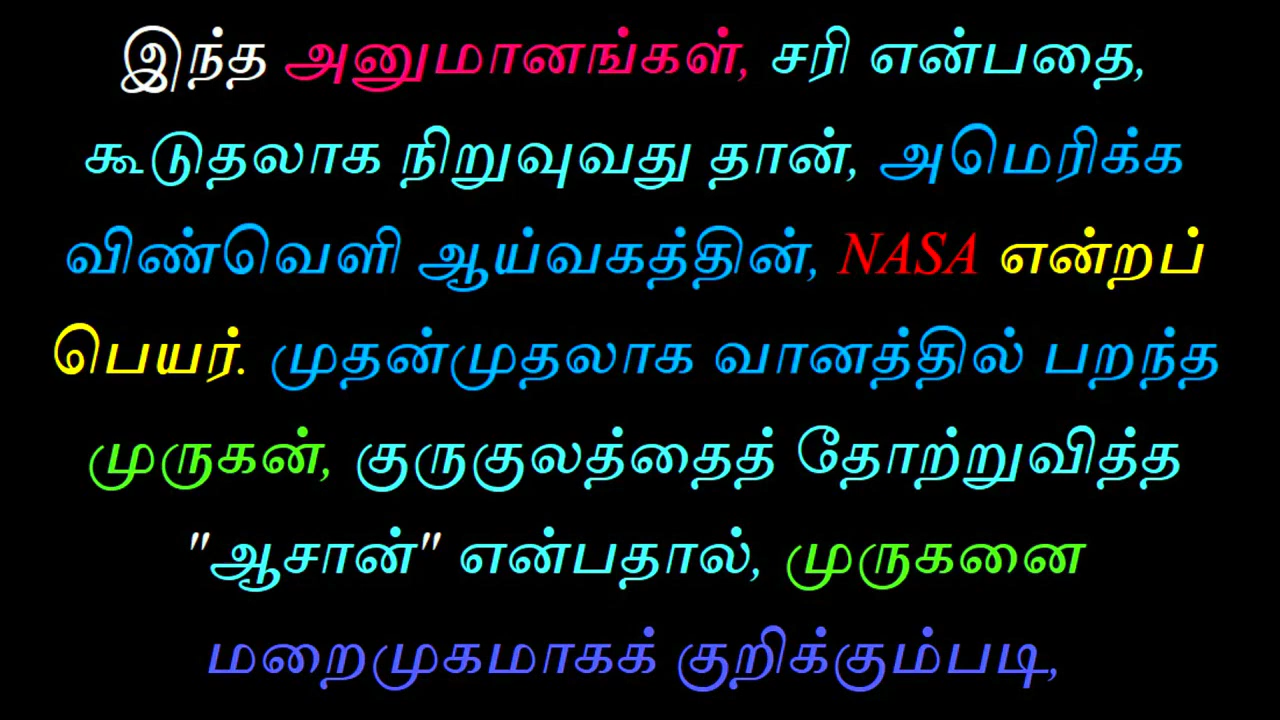 இந்த அனுமானங்கள், சரி என்பதை,
கூடுதலாக நிறுவுவது தான், அமெரிக்க
விண்வெளி ஆய்வகத்தின், NASA என்றப்
பெயர். முதன்முதலாக வானத்தில் பறந்த
முருகன், குருகுலத்தைத் தோற்றுவித்த
"ஆசான்" என்பதால், முருகனை
மறைமுகமாகக் குறிக்கும்படி,